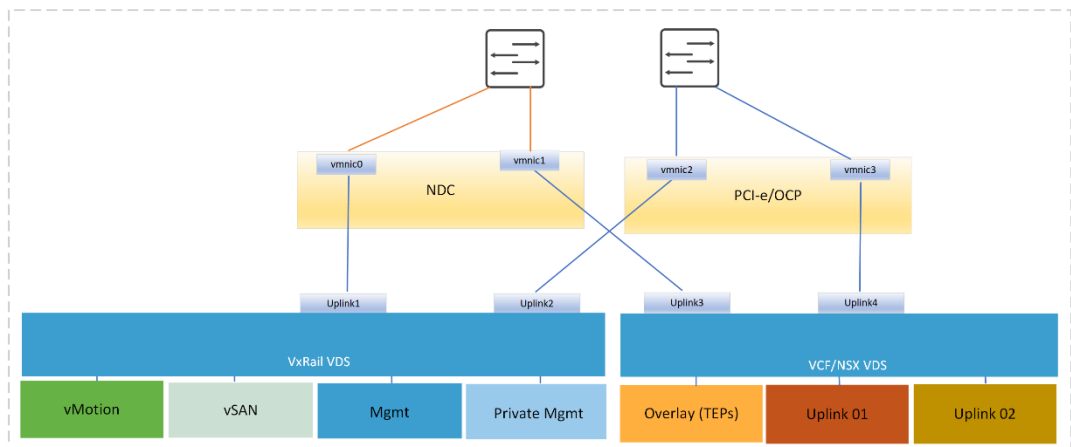 vmnic0
vmnic1
vmnic2
vmnic3
NDC
PCI-e/OCP
Uplink1
Uplink2
Uplink3
Uplink4
VxRail VDS
VCF/NSX VDS
vMotion
vSAN
Mgmt
Private Mgmt
Overlay (TEPs)
Uplink 01
Uplink 02